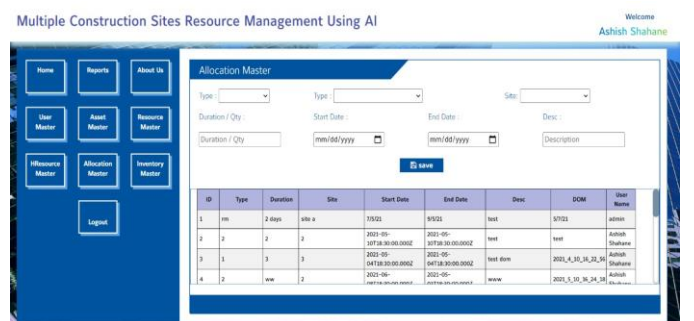 Multiple Construction Sites Resource Management Using AI
Welcome
Ashish Shahane
Home Reports About Us
User Master Asset Master Resource Master
HResource Master Allocation Master Inventory Master
Logout
Allocation Master
Type : Type : Site:
Duration / Qty : Start Date : End Date : Desc :
Duration / Qty mm/dd/yyyy mm/dd/yyyy Description
save
ID Type Duration Site Start Date End Date Desc DOM User Name
1 rm 2 days site a 7/5/21 9/5/21 test 5/7/21 admin
2 2 2 2 2021-05-10T18:30:00.000Z 2021-05-10T18:30:00.000Z test test Ashish Shahane
3 1 3 3 2021-05-04T18:30:00.000Z 2021-05-04T18:30:00.000Z test dom 2021_4_10_16_22_56 Ashish Shahane
4 2 ww 2 2021-06- 2021-05- www 2021_5_10_16_24_18 Ashish